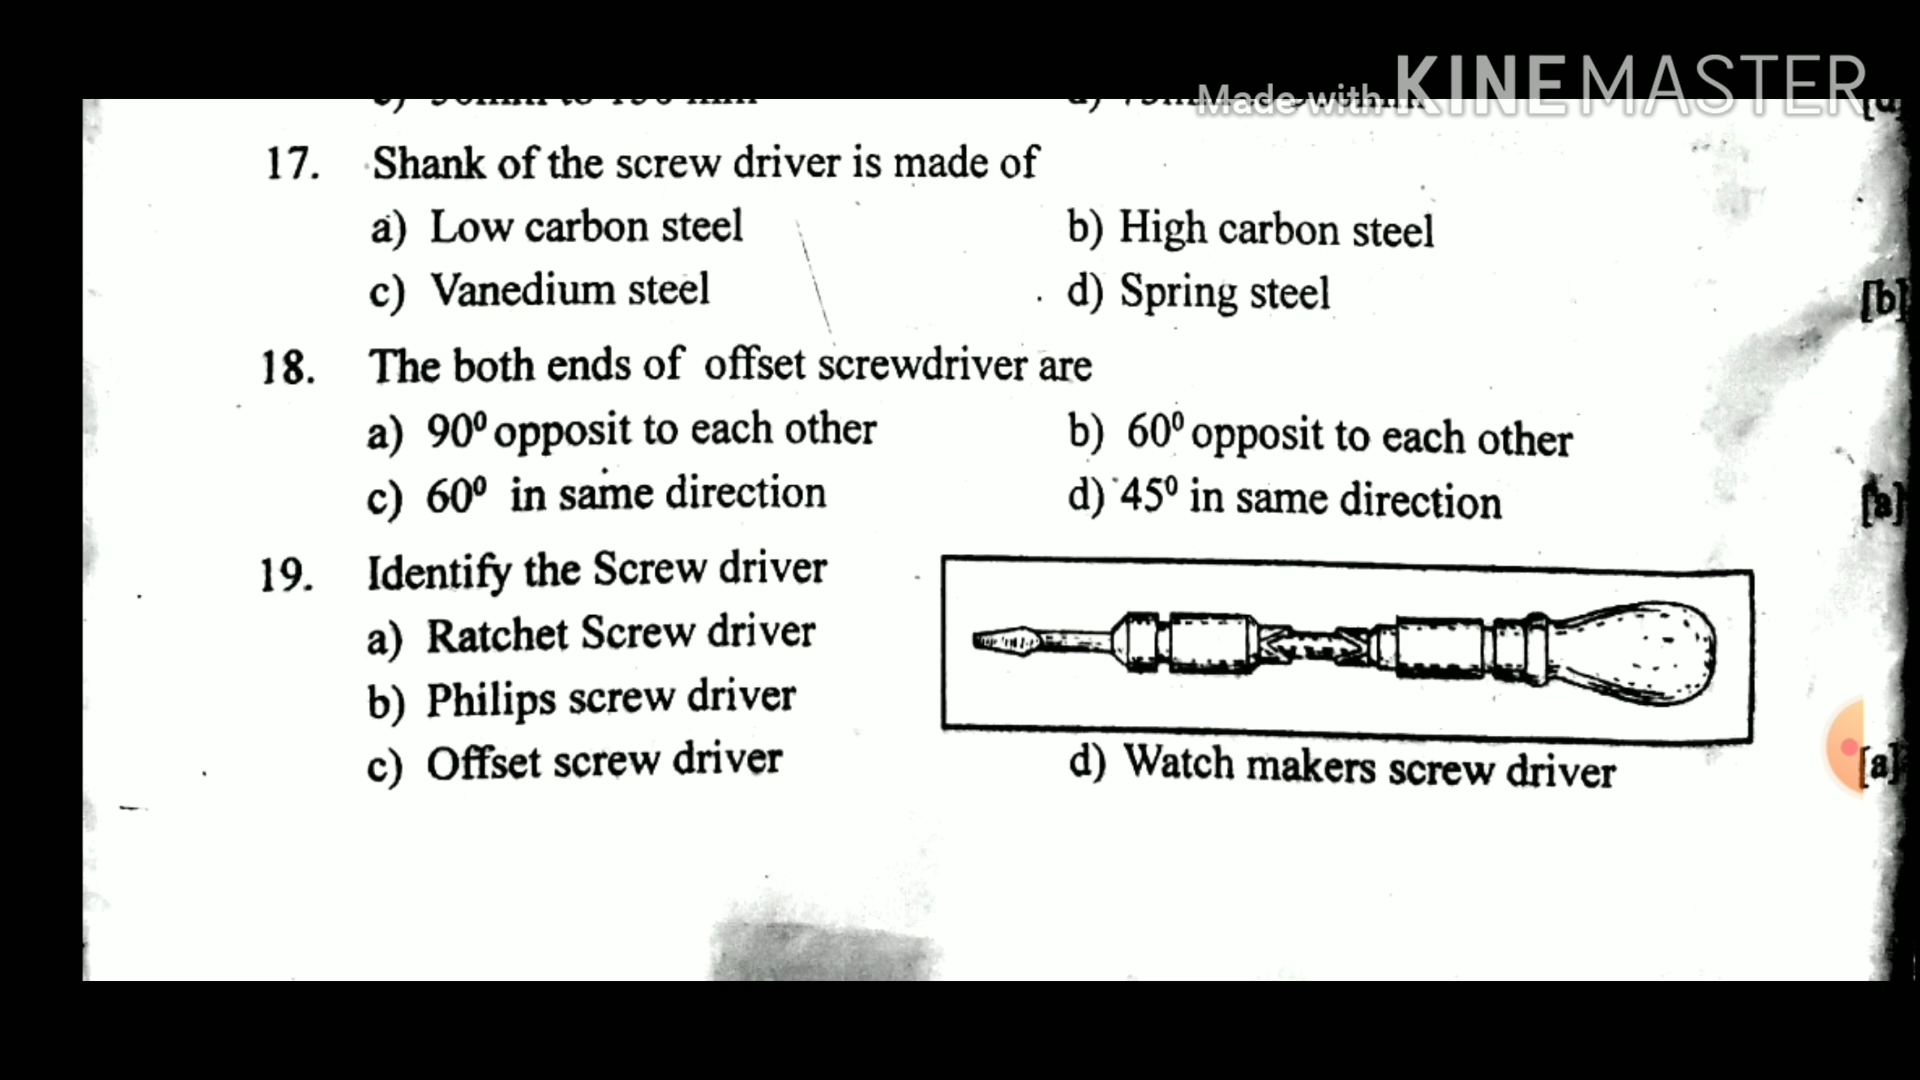 Made with KINEMASTER
17. Shank of the screw driver is made of
a) Low carbon steel b) High carbon steel
c) Vanedium steel d) Spring steel [b]
18. The both ends of offset screwdriver are
a) 90⁰ opposit to each other b) 60⁰ opposit to each other
c) 60⁰ in same direction d) 45⁰ in same direction [a]
19. Identify the Screw driver
a) Ratchet Screw driver
b) Philips screw driver
c) Offset screw driver d) Watch makers screw driver [a]